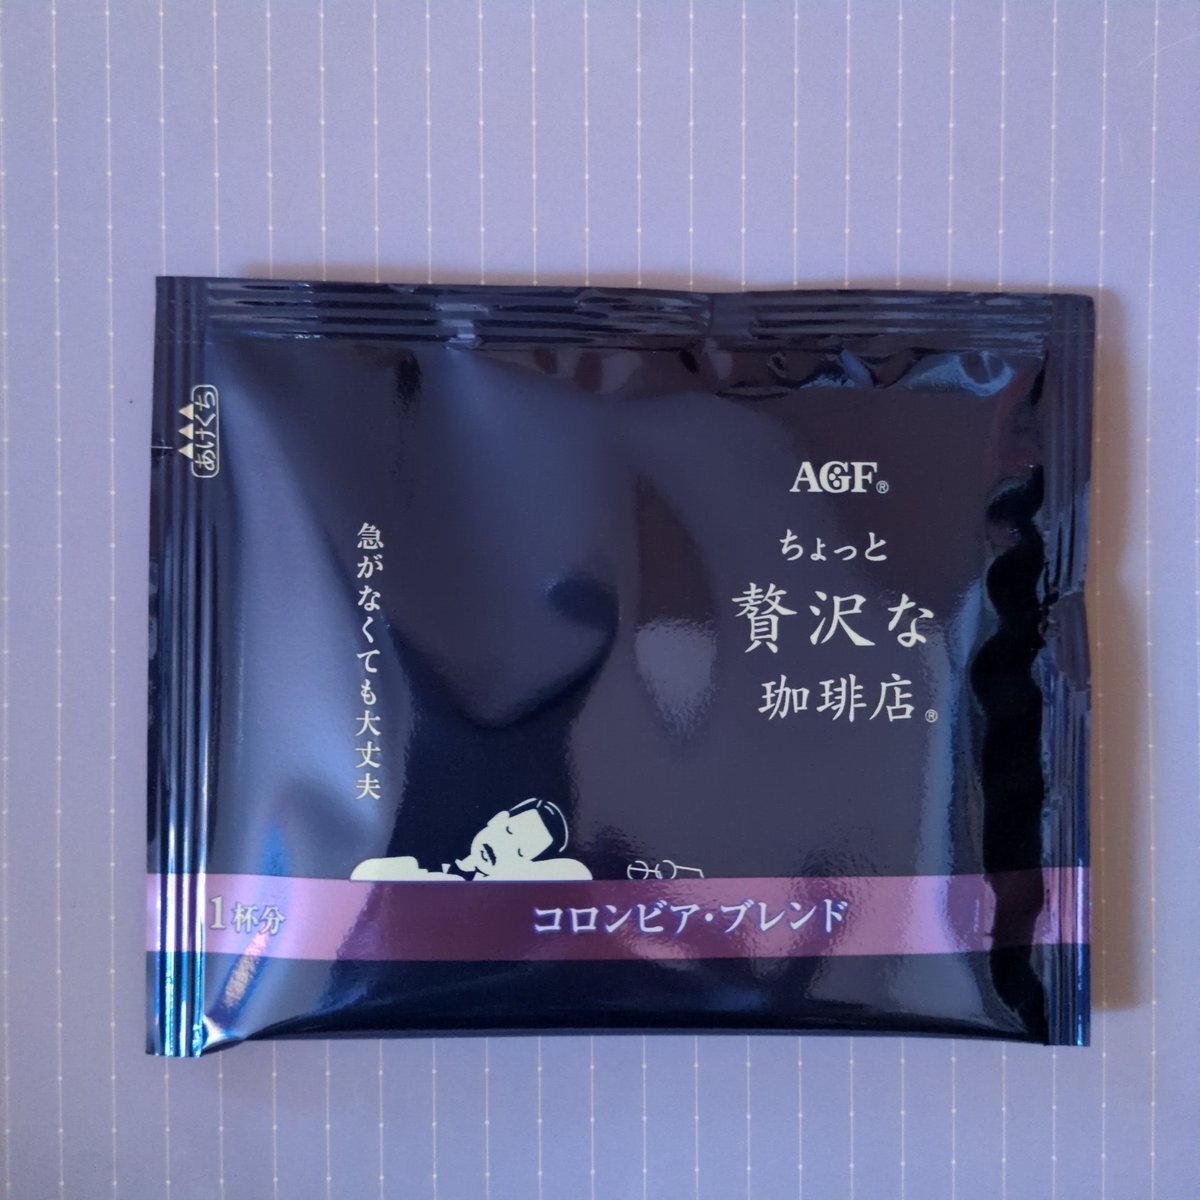 あけくち
急がなくても大丈夫
AGF®
ちょっと
贅沢な
珈琲店®
1杯分
コロンビア・ブレンド